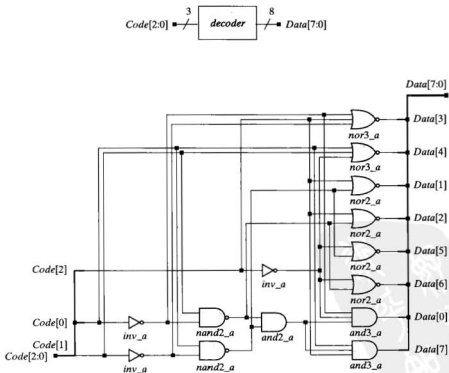 3 8
Code[2:0] decoder Data[7:0]
Data[7:0]
Data[3]
nor3_a
Data[4]
nor3_a
Data[1]
nor2_a
Data[2]
nor2_a
Data[5]
Code[2] inv_a nor2_a
Data[6]
nor2_a
Code[0] Data[0]
inv_a nand2_a and2_a and3_a
Code[1]
Code[2:0] Data[7]
inv_a nand2_a and3_a